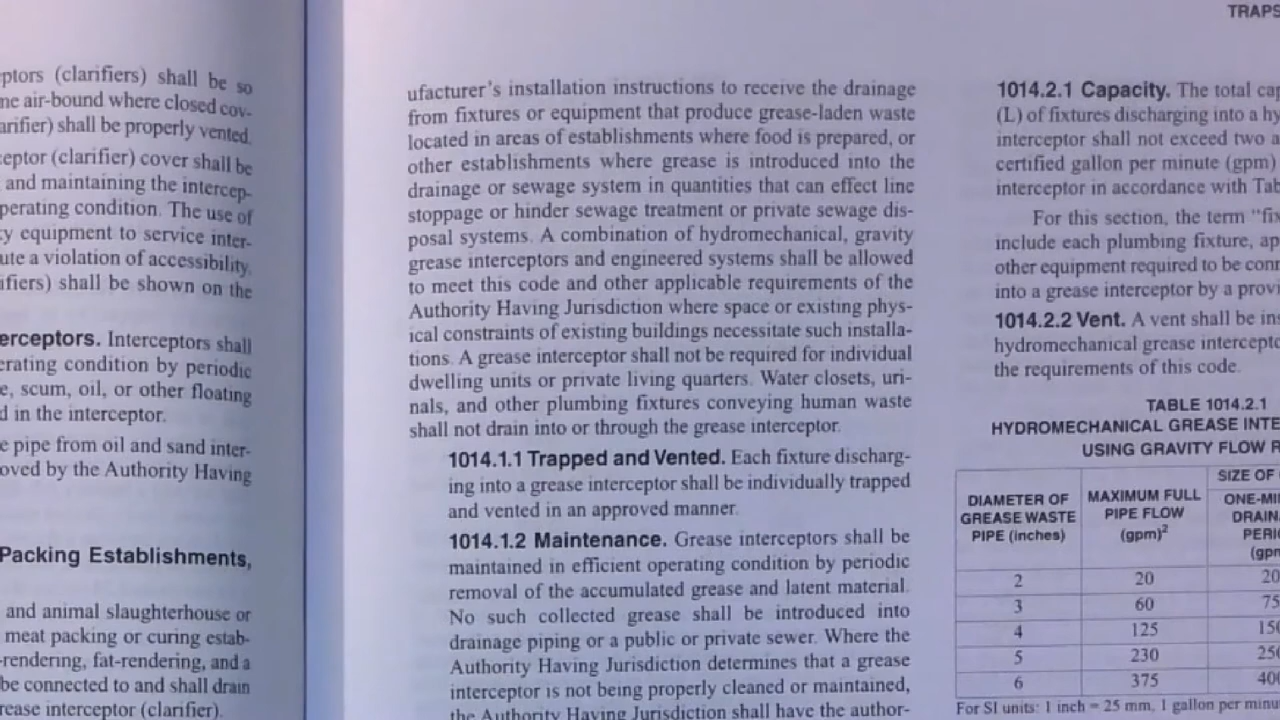 TRAPS
ptors (clarifiers) shall be so
ne air-bound where closed cov-
arifier) shall be properly vented.
eptor (clarifier) cover shall be
and maintaining the intercep-
perating condition. The use of
y equipment to service inter-
ute a violation of accessibility.
ifiers) shall be shown on the
erceptors. Interceptors shall
erating condition by periodic
e, scum, oil, or other floating
d in the interceptor.
e pipe from oil and sand inter-
oved by the Authority Having
Packing Establishments,
and animal slaughterhouse or
meat packing or curing estab-
-rendering, fat-rendering, and a
be connected to and shall drain
rease interceptor (clarifier).
ufacturer's installation instructions to receive the drainage
from fixtures or equipment that produce grease-laden waste
located in areas of establishments where food is prepared, or
other establishments where grease is introduced into the
drainage or sewage system in quantities that can effect line
stoppage or hinder sewage treatment or private sewage dis-
posal systems. A combination of hydromechanical, gravity
grease interceptors and engineered systems shall be allowed
to meet this code and other applicable requirements of the
Authority Having Jurisdiction where space or existing phys-
ical constraints of existing buildings necessitate such installa-
tions. A grease interceptor shall not be required for individual
dwelling units or private living quarters. Water closets, uri-
nals, and other plumbing fixtures conveying human waste
shall not drain into or through the grease interceptor.
1014.1.1 Trapped and Vented. Each fixture discharg-
ing into a grease interceptor shall be individually trapped
and vented in an approved manner.
1014.1.2 Maintenance. Grease interceptors shall be
maintained in efficient operating condition by periodic
removal of the accumulated grease and latent material.
No such collected grease shall be introduced into
drainage piping or a public or private sewer. Where the
Authority Having Jurisdiction determines that a grease
interceptor is not being properly cleaned or maintained,
the Authority Having Jurisdiction shall have the author-
1014.2.1 Capacity. The total cap
(L) of fixtures discharging into a hy
interceptor shall not exceed two a
certified gallon per minute (gpm)
interceptor in accordance with Tab
For this section, the term "fix
include each plumbing fixture, ap
other equipment required to be conn
into a grease interceptor by a provi
1014.2.2 Vent. A vent shall be ins
hydromechanical grease intercepto
the requirements of this code.
TABLE 1014.2.1
HYDROMECHANICAL GREASE INTE
USING GRAVITY FLOW R
DIAMETER OF GREASE WASTE PIPE (inches) MAXIMUM FULL PIPE FLOW (gpm)² SIZE OF
ONE-MI
DRAIN
PERI
(gpm
2 20 20
3 60 75
4 125 150
5 230 250
6 375 400
For SI units: 1 inch = 25 mm, 1 gallon per minu